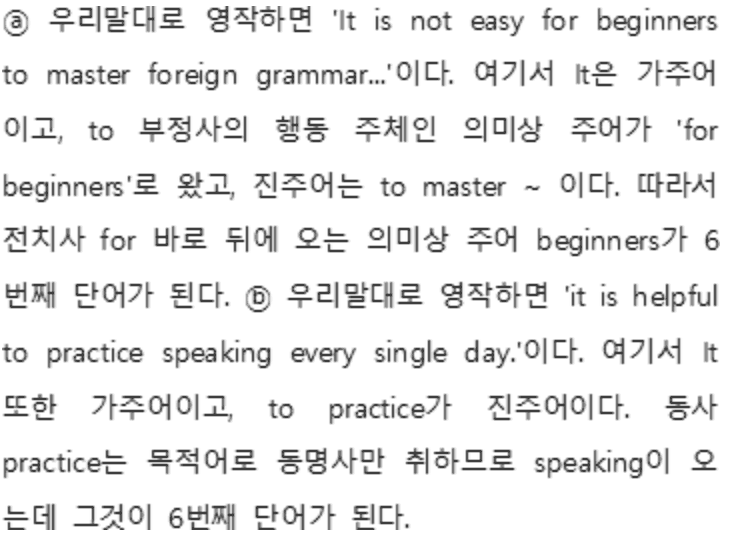 ⓐ 우리말대로 영작하면 'It is not easy for beginners
to master foreign grammar...'이다. 여기서 It은 가주어
이고, to 부정사의 행동 주체인 의미상 주어가 'for
beginners'로 왔고, 진주어는 to master ~ 이다. 따라서
전치사 for 바로 뒤에 오는 의미상 주어 beginners가 6
번째 단어가 된다. ⓑ 우리말대로 영작하면 'it is helpful
to practice speaking every single day.'이다. 여기서 It
또한 가주어이고, to practice가 진주어이다. 동사
practice는 목적어로 동명사만 취하므로 speaking이 오
는데 그것이 6번째 단어가 된다.